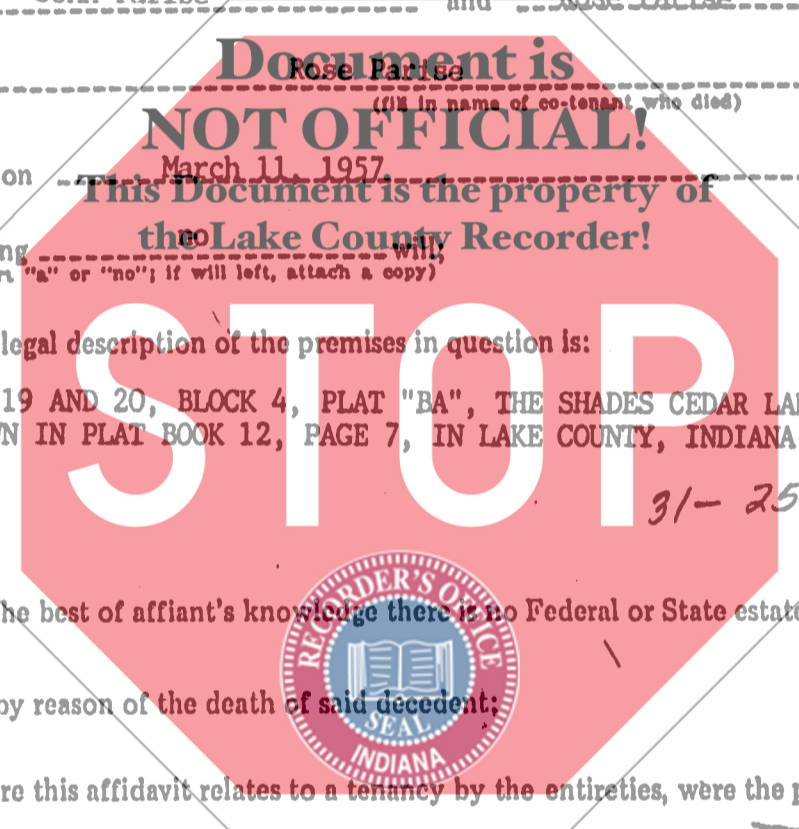 and
Document is
Rose Parise
(fill in name of co-tenant who died)
NOT OFFICIAL!
on March 11, 1957
This Document is the property of
the Lake County Recorder!
ng no will;
"a" or "no"; if will left, attach a copy)
legal description of the premises in question is:
STOP
19 AND 20, BLOCK 4, PLAT "BA", THE SHADES CEDAR LA
N IN PLAT BOOK 12, PAGE 7, IN LAKE COUNTY, INDIANA
31- 25
he best of affiant's knowledge there is no Federal or State estate
RECORDER'S OFFICE
by reason of the death of said decedent;
SEAL
INDIANA
re this affidavit relates to a tenancy by the entireties, were the p